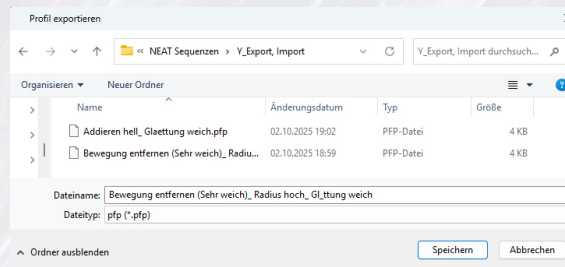 Profil exportieren
« NEAT Sequenzen > Y_Export, Import
Y_Export, Import durchsuch...
Organisieren Neuer Ordner
Name Änderungsdatum Typ Größe
Addieren hell_ Glaettung weich.pfp 02.10.2025 19:02 PFP-Datei 4 KB
Bewegung entfernen (Sehr weich)_ Radiu... 02.10.2025 18:59 PFP-Datei 4 KB
Dateiname: Bewegung entfernen (Sehr weich)_ Radius hoch_ Gl_ttung weich
Dateityp: pfp (*.pfp)
Ordner ausblenden Speichern Abbrechen